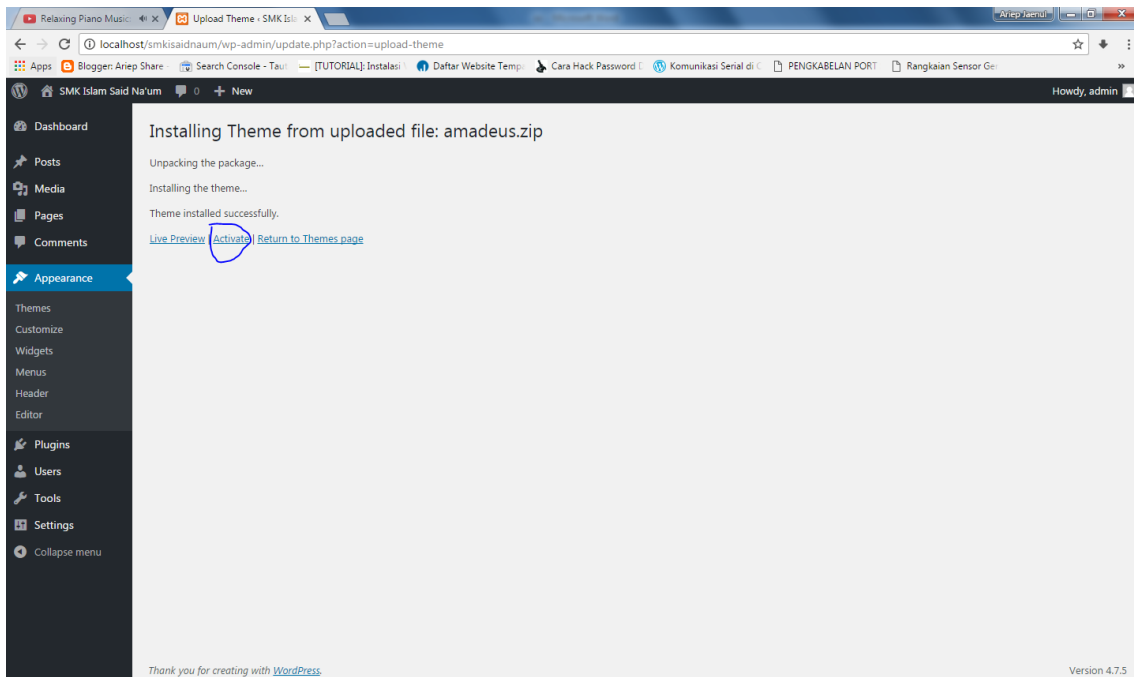 Relaxing Piano Music:
Upload Theme ‹ SMK Isla
Ariep Jaenul
localhost/smkisaidnaum/wp-admin/update.php?action=upload-theme
Apps Blogger: Ariep Share - Search Console - Taut [TUTORIAL]: Instalasi Daftar Website Temp Cara Hack Password D Komunikasi Serial di C PENGKABELAN PORT Rangkaian Sensor Ge
SMK Islam Said Na'um 0 + New Howdy, admin
Dashboard
Posts
Media
Pages
Comments
Appearance
Themes
Customize
Widgets
Menus
Header
Editor
Plugins
Users
Tools
Settings
Collapse menu
Installing Theme from uploaded file: amadeus.zip
Unpacking the package...
Installing the theme...
Theme installed successfully.
Live Preview | Activate | Return to Themes page
Thank you for creating with WordPress.
Version 4.7.5